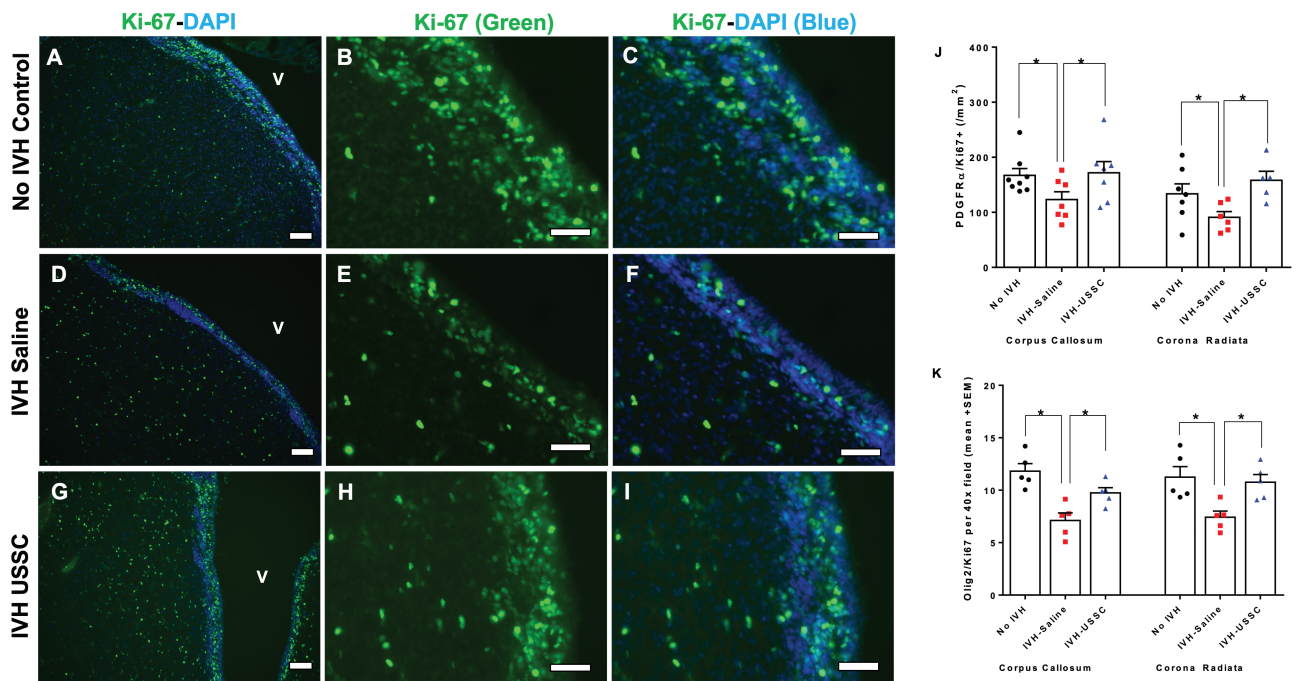 Ki-67-DAPI
Ki-67 (Green)
Ki-67-DAPI (Blue)
No IVH Control
A
V
B
C
IVH Saline
D
V
E
F
IVH USSC
G
V
H
I
J
PDGFRα/Ki67+ (/mm²)
400
300
200
100
0
* * * *
No IVH
IVH-Saline
IVH-USSC
No IVH
IVH-Saline
IVH-USSC
Corpus Callosum
Corona Radiata
K
Olig2/Ki67 per 40x field (mean +SEM)
20
15
10
5
0
* * * *
No IVH
IVH-Saline
IVH-USSC
No IVH
IVH-Saline
IVH-USSC
Corpus Callosum
Corona Radiata